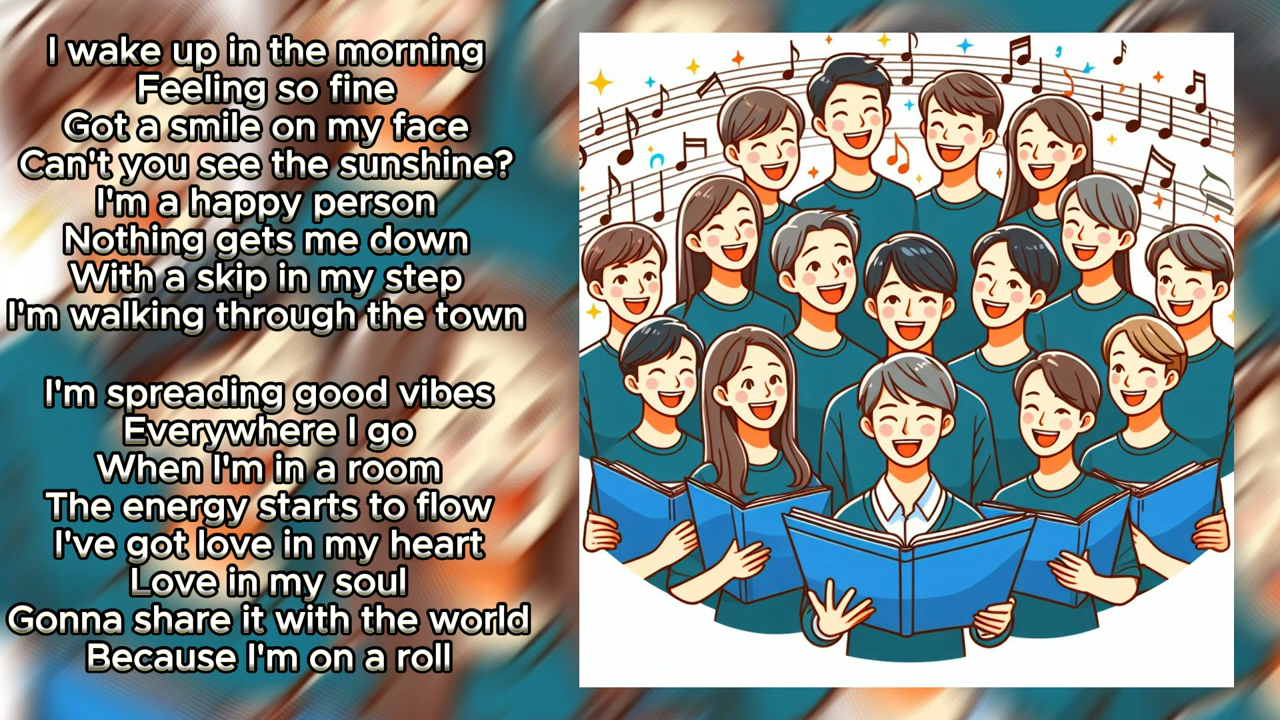 I wake up in the morning
Feeling so fine
Got a smile on my face
Can't you see the sunshine?
I'm a happy person
Nothing gets me down
With a skip in my step
I'm walking through the town
I'm spreading good vibes
Everywhere I go
When I'm in a room
The energy starts to flow
I've got love in my heart
Love in my soul
Gonna share it with the world
Because I'm on a roll